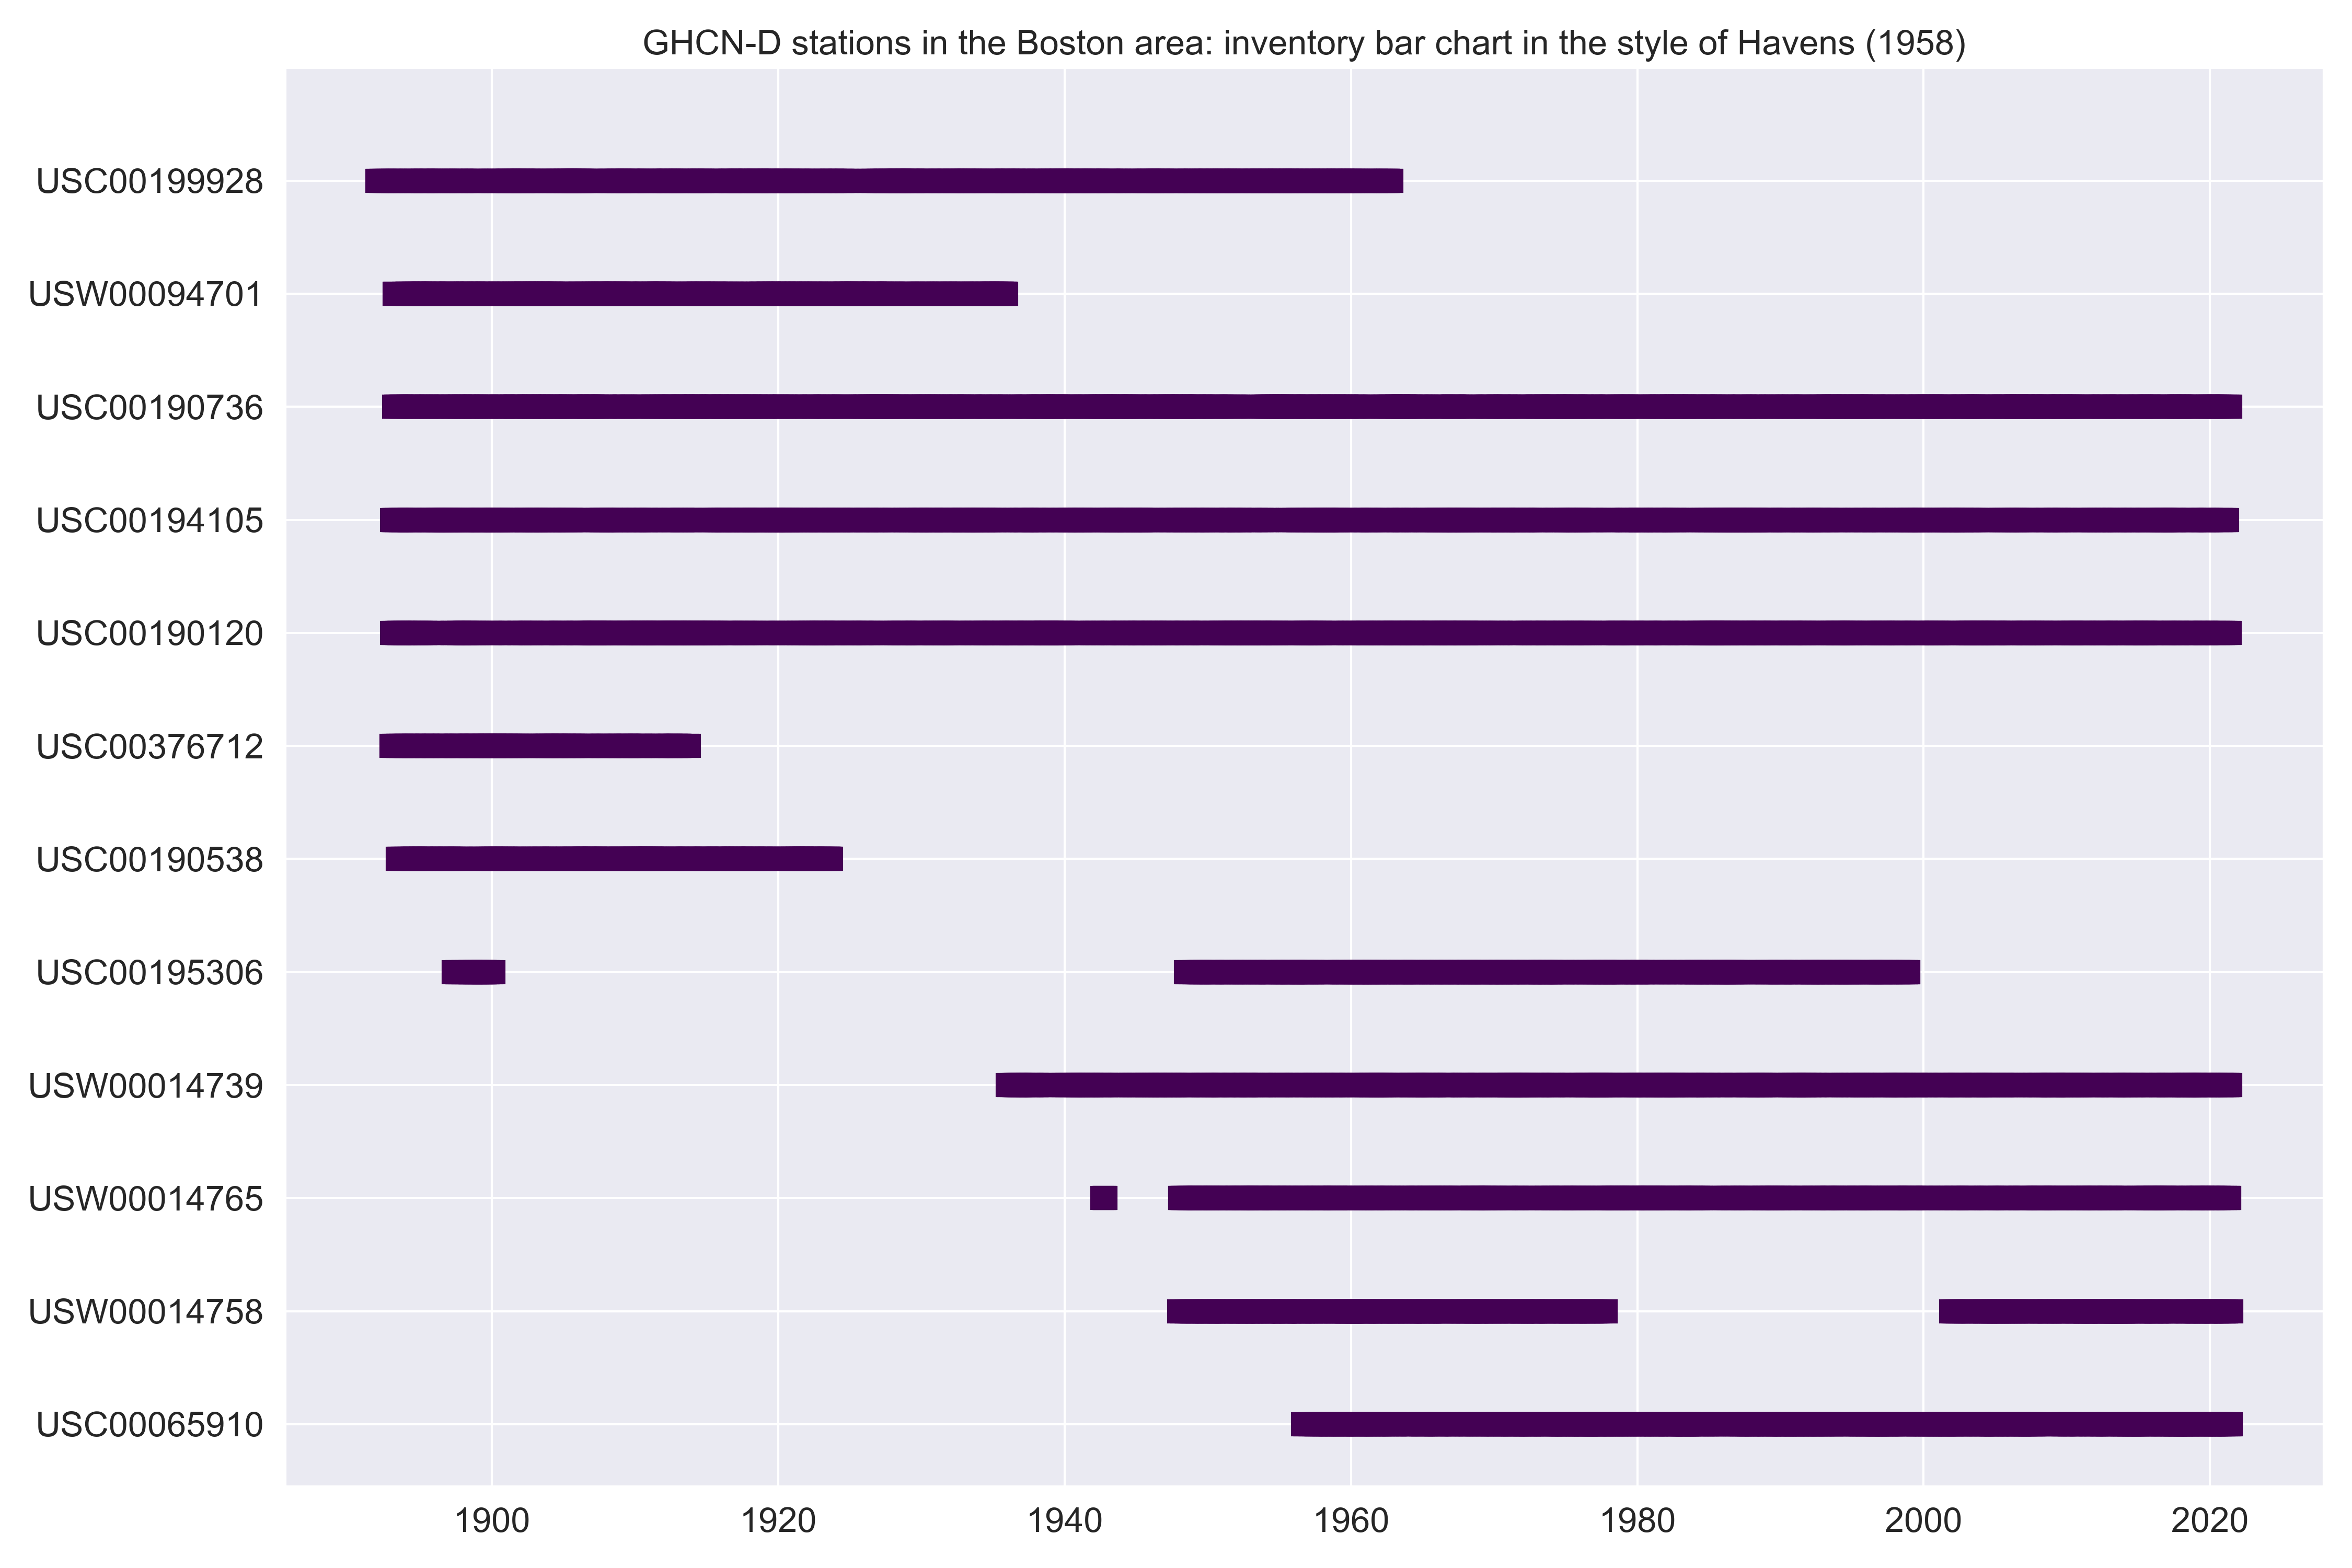 GHCN-D stations in the Boston area: inventory bar chart in the style of Havens (1958)
USC00199928
USW00094701
USC00190736
USC00194105
USC00190120
USC00376712
USC00190538
USC00195306
USW00014739
USW00014765
USW00014758
USC00065910
1900 1920 1940 1960 1980 2000 2020